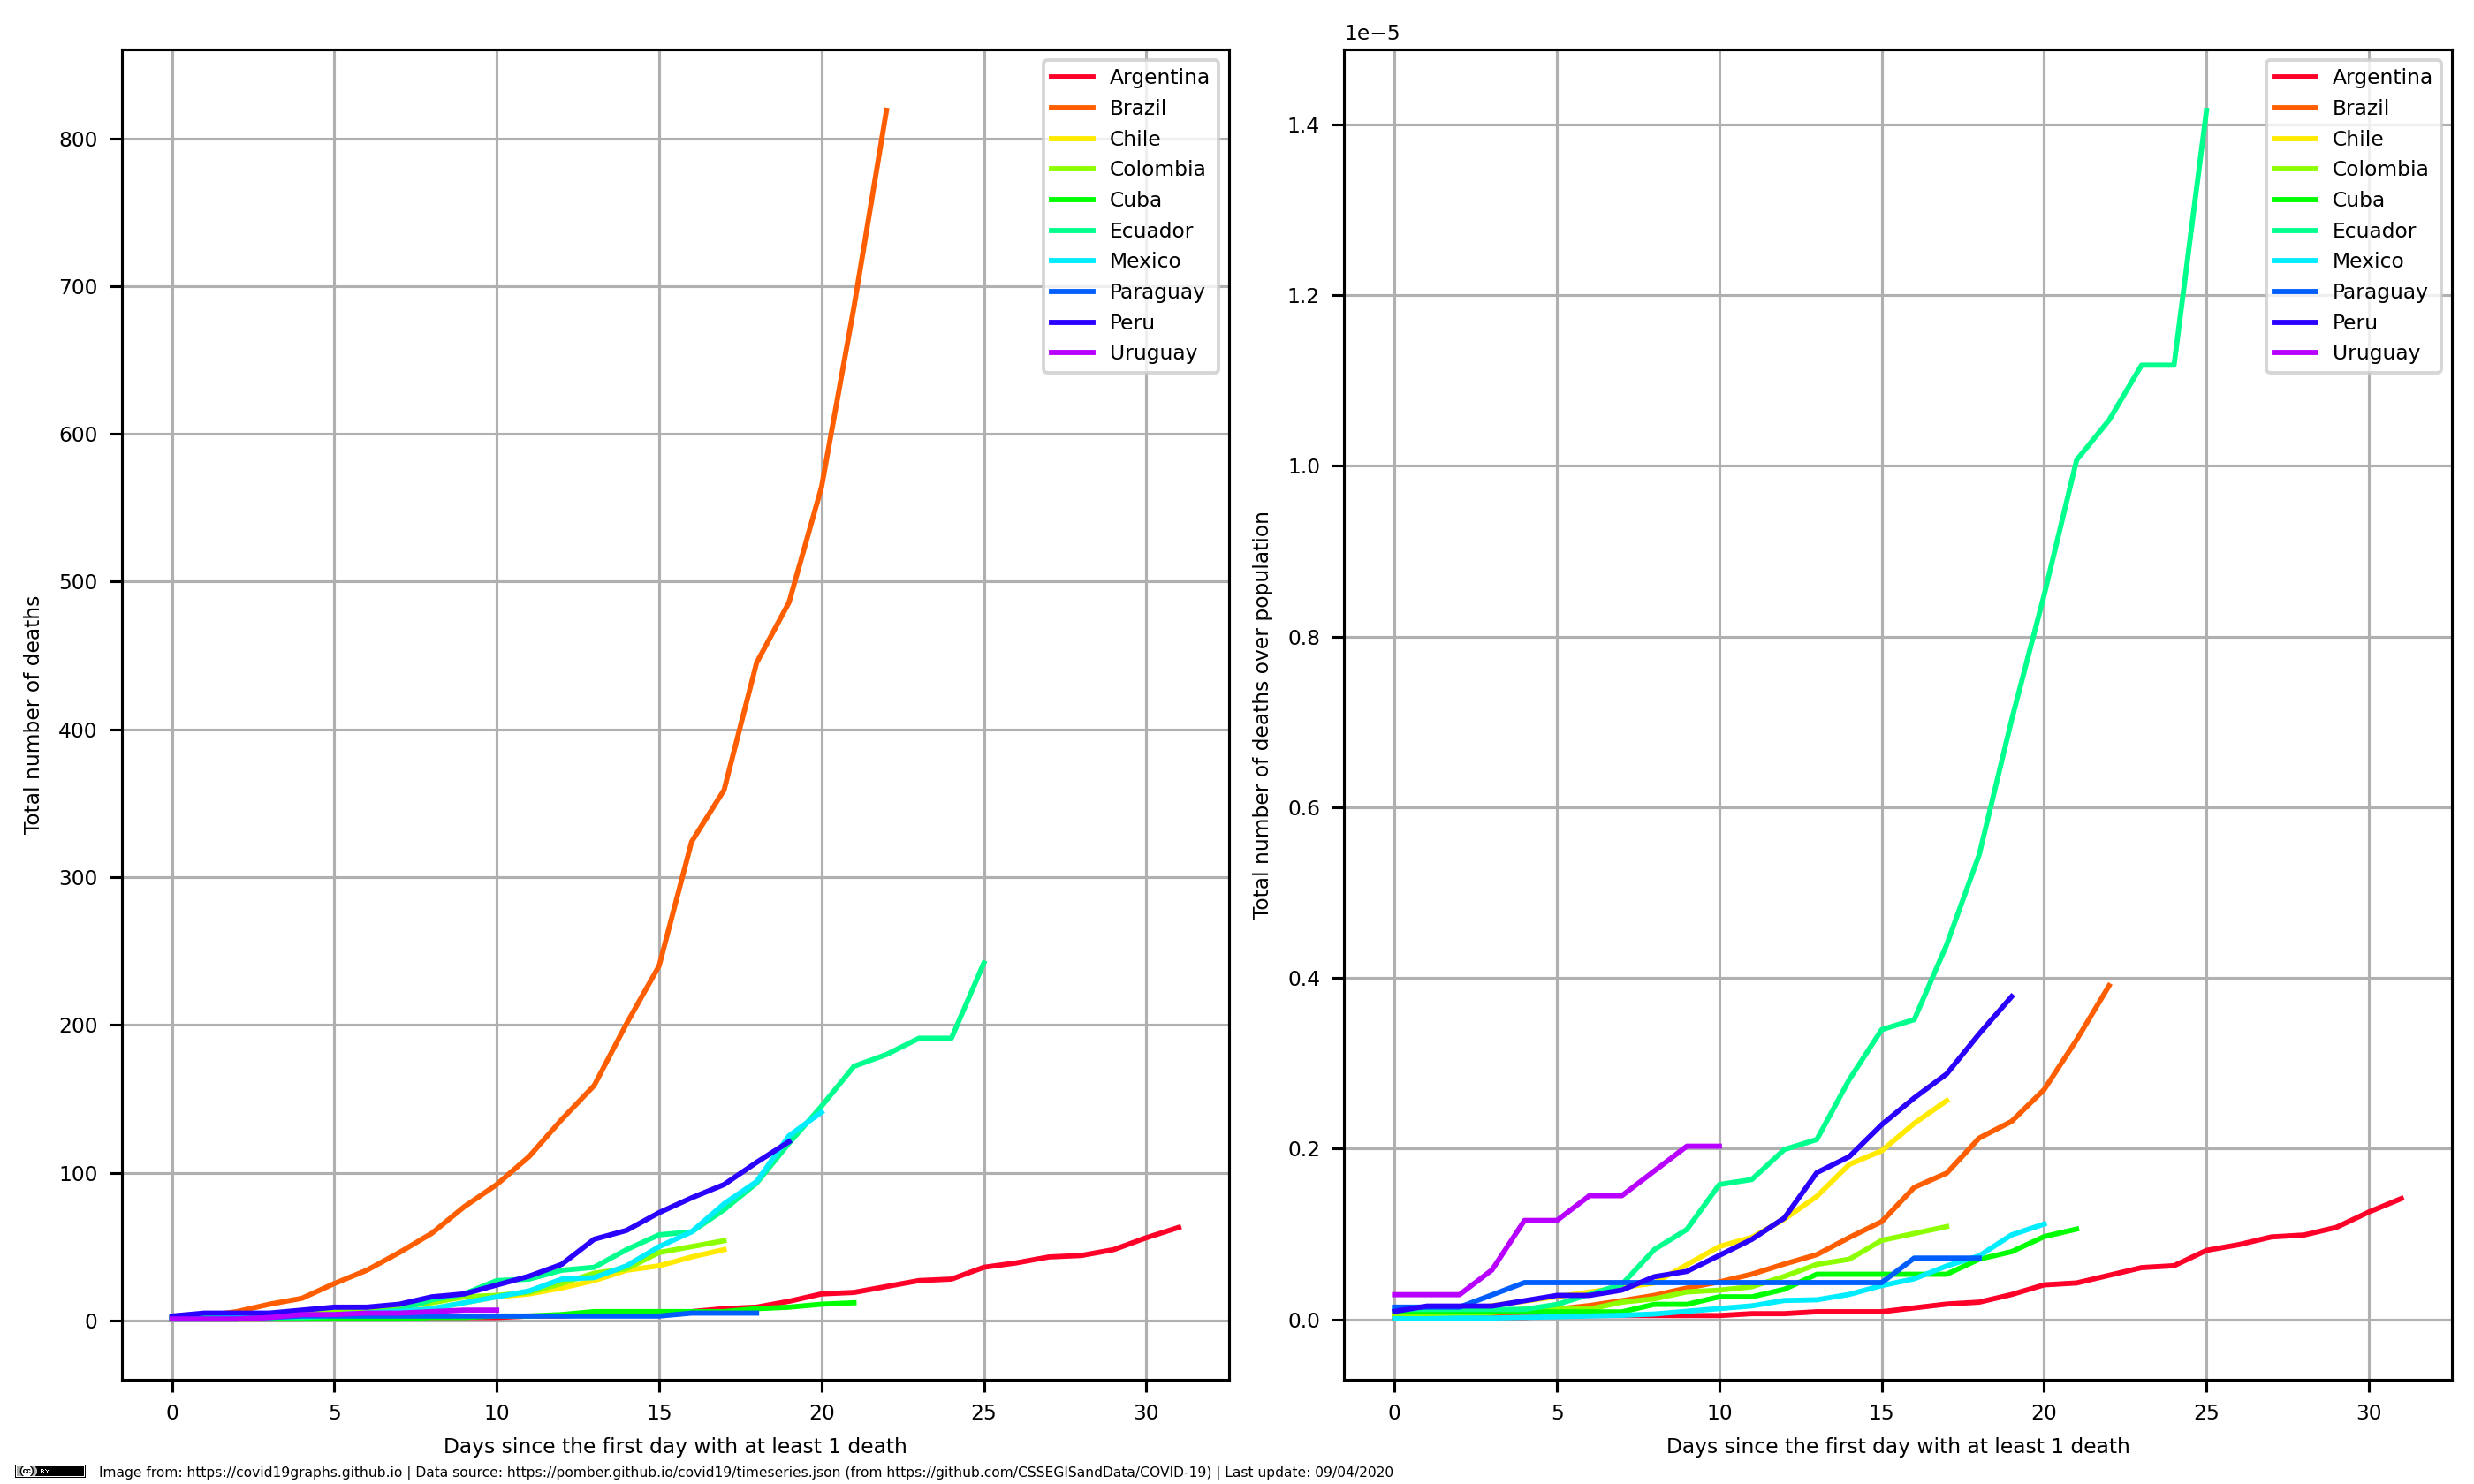 800
700
600
500
400
300
200
100
0
Total number of deaths
Argentina
Brazil
Chile
Colombia
Cuba
Ecuador
Mexico
Paraguay
Peru
Uruguay
0 5 10 15 20 25 30
Days since the first day with at least 1 death
1e−5
1.4
1.2
1.0
0.8
0.6
0.4
0.2
0.0
Total number of deaths over population
Argentina
Brazil
Chile
Colombia
Cuba
Ecuador
Mexico
Paraguay
Peru
Uruguay
0 5 10 15 20 25 30
Days since the first day with at least 1 death
(cc) BY Image from: https://covid19graphs.github.io | Data source: https://pomber.github.io/covid19/timeseries.json (from https://github.com/CSSEGISandData/COVID-19) | Last update: 09/04/2020